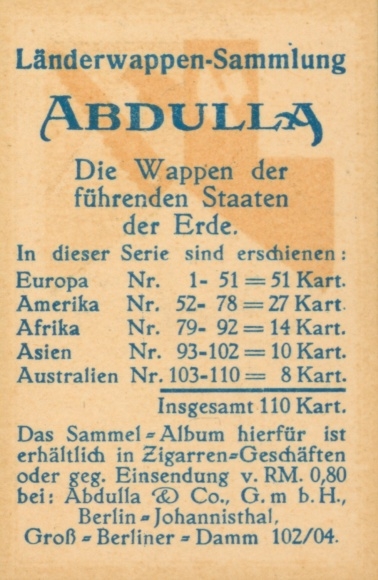 Länderwappen-Sammlung
ABDULLA
Die Wappen der
führenden Staaten
der Erde.
In dieser Serie sind erschienen:
Europa Nr. 1- 51 = 51 Kart.
Amerika Nr. 52- 78 = 27 Kart.
Afrika Nr. 79- 92 = 14 Kart.
Asien Nr. 93-102 = 10 Kart.
Australien Nr. 103-110 = 8 Kart.
Insgesamt 110 Kart.
Das Sammel-Album hierfür ist
erhältlich in Zigarren-Geschäften
oder geg. Einsendung v. RM. 0,80
bei: Abdulla & Co., G. m b. H.,
Berlin-Johannisthal,
Groß-Berliner-Damm 102/04.